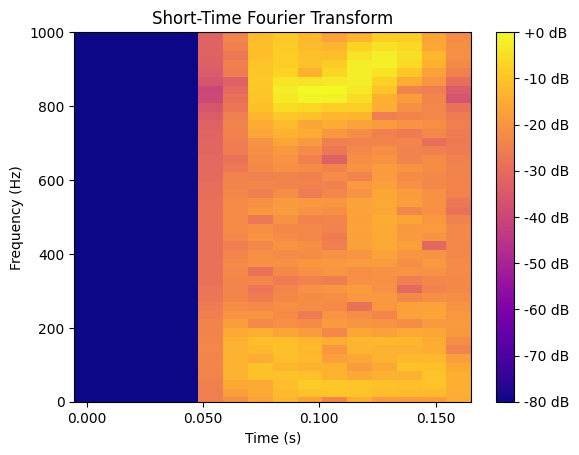 Short-Time Fourier Transform
1000
800
600
400
200
0
Frequency (Hz)
0.000
0.050
0.100
0.150
Time (s)
+0 dB
-10 dB
-20 dB
-30 dB
-40 dB
-50 dB
-60 dB
-70 dB
-80 dB